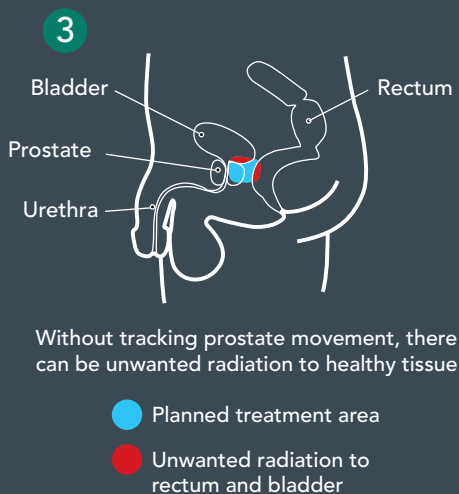 3
Bladder
Rectum
Prostate
Urethra
Without tracking prostate movement, there
can be unwanted radiation to healthy tissue
Planned treatment area
Unwanted radiation to
rectum and bladder